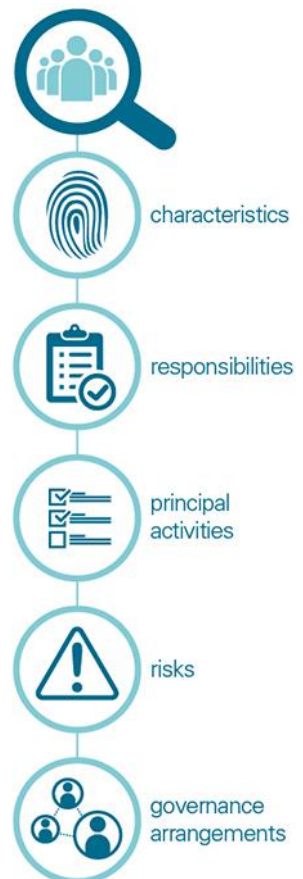 characteristics
responsibilities
principal
activities
risks
governance
arrangements